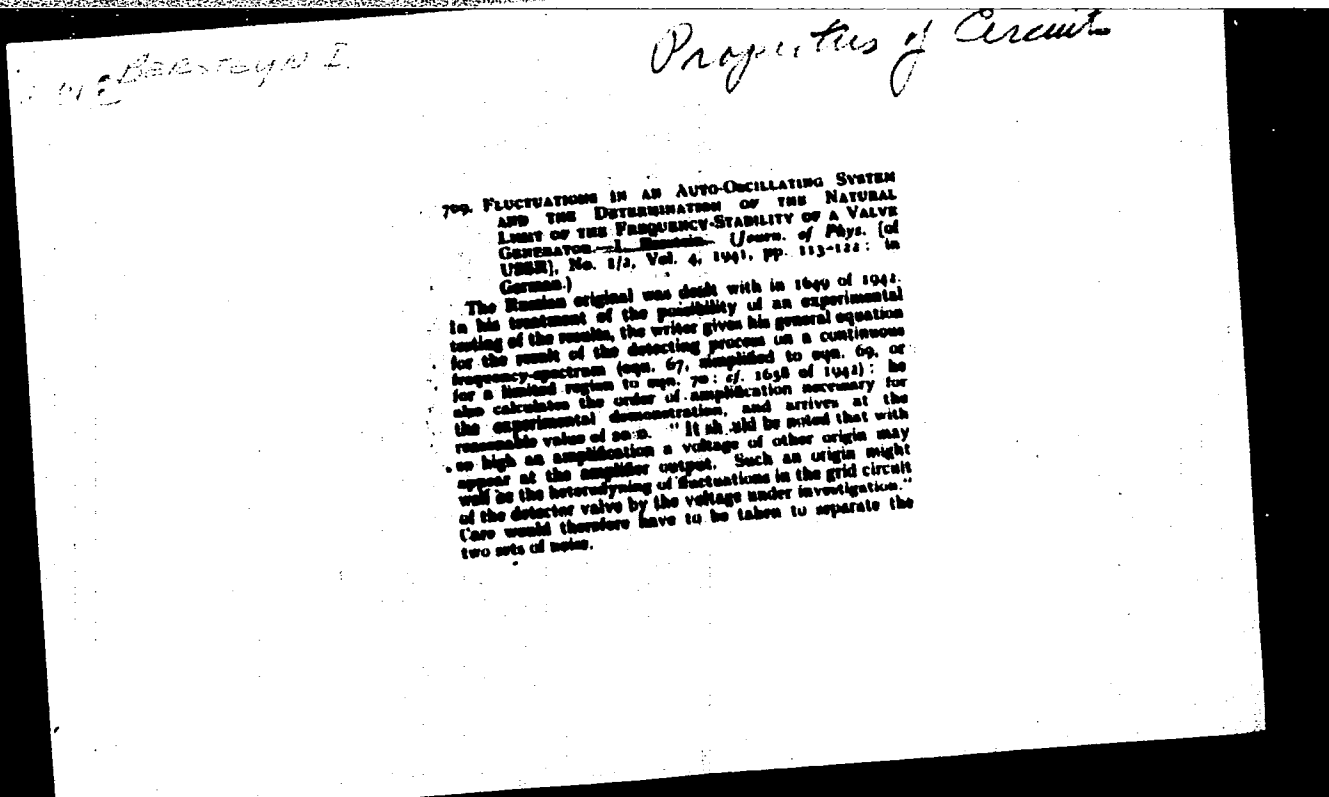 BERSTEYN I.
Properties of Circuits
709. FLUCTUATIONS IN AN AUTO-OSCILLATING SYSTEM
AND THE DETERMINATION OF THE NATURAL
LIMIT OF THE FREQUENCY-STABILITY OF A VALVE
GENERATOR.—I. Bernstein. (Journ. of Phys. [of
USSR], No. 1/2, Vol. 4, 1941, pp. 113-122: in
German.)
The Russian original was dealt with in 1649 of 1942.
In his treatment of the possibility of an experimental
testing of the results, the writer gives his general equation
for the result of the detecting process on a continuous
frequency-spectrum (eqn. 67, simplified to eqn. 69, or
for a limited region to eqn. 70: cf. 1658 of 1942): he
also calculates the order of amplification necessary for
the experimental demonstration, and arrives at the
reasonable value of "It sh uld be noted that with
so high an amplification a voltage of other origin may
appear at the amplifier output. Such an origin might
well be the heterodyning of fluctuations in the grid circuit
of the detector valve by the voltage under investigation."
Care would therefore have to be taken to separate the
two sets of noise.